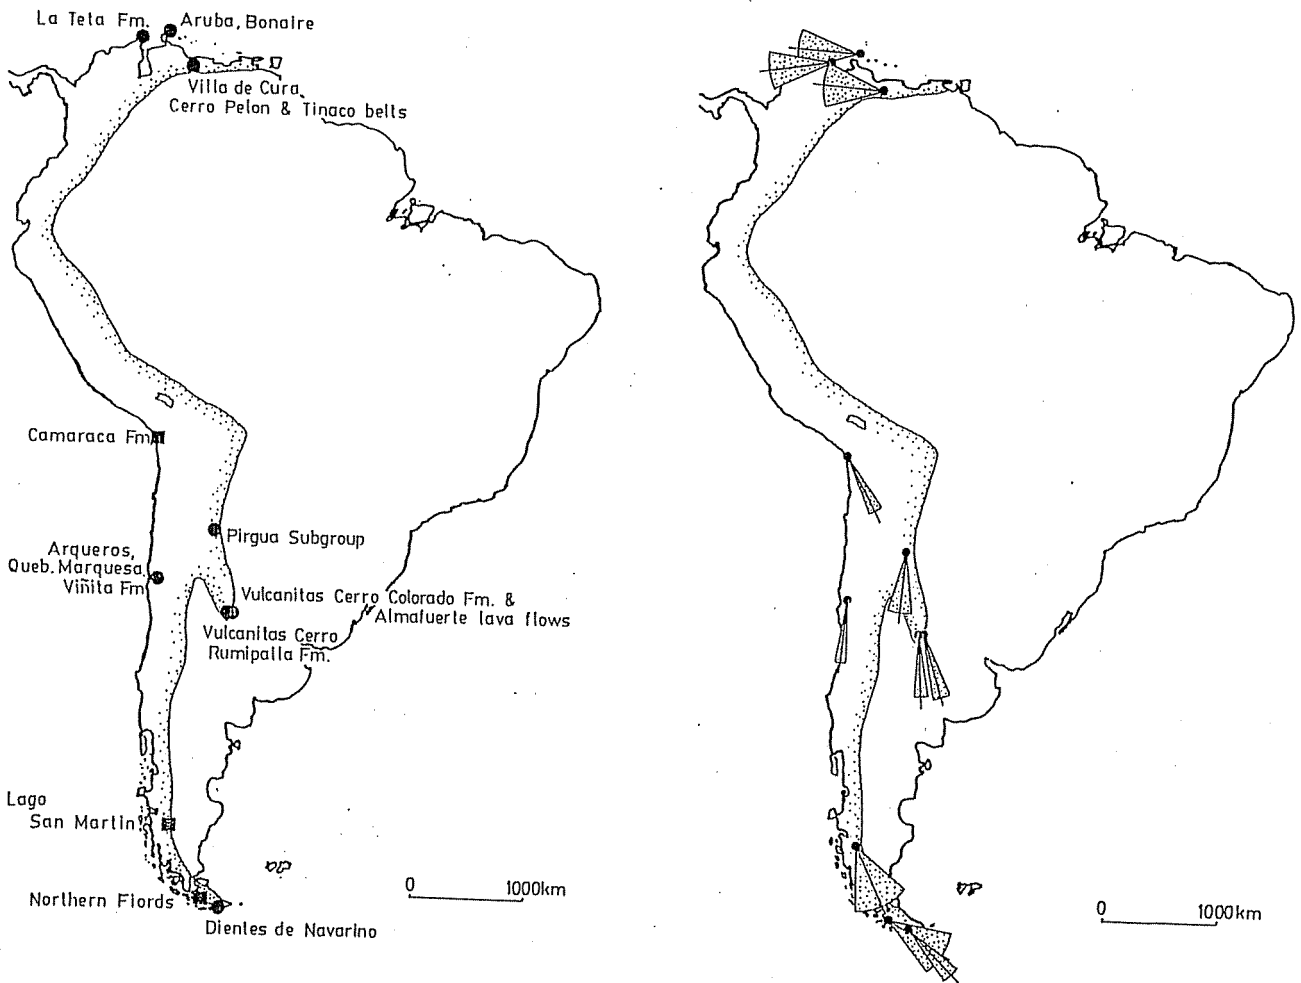 La Teta Fm.
Aruba, Bonaire
Villa de Cura,
Cerro Pelon & Tinaco bells
Camaraca Fm
Pirgua Subgroup
Arqueros,
Queb. Marquesa
Viñita Fm
Vulcanitas Cerro Colorado Fm. &
Almafuerte lava flows
Vulcanitas Cerro
Rumipalla Fm.
Lago
San Martin
Northern Fiords
Dientes de Navarino
0 1000km
0 1000km